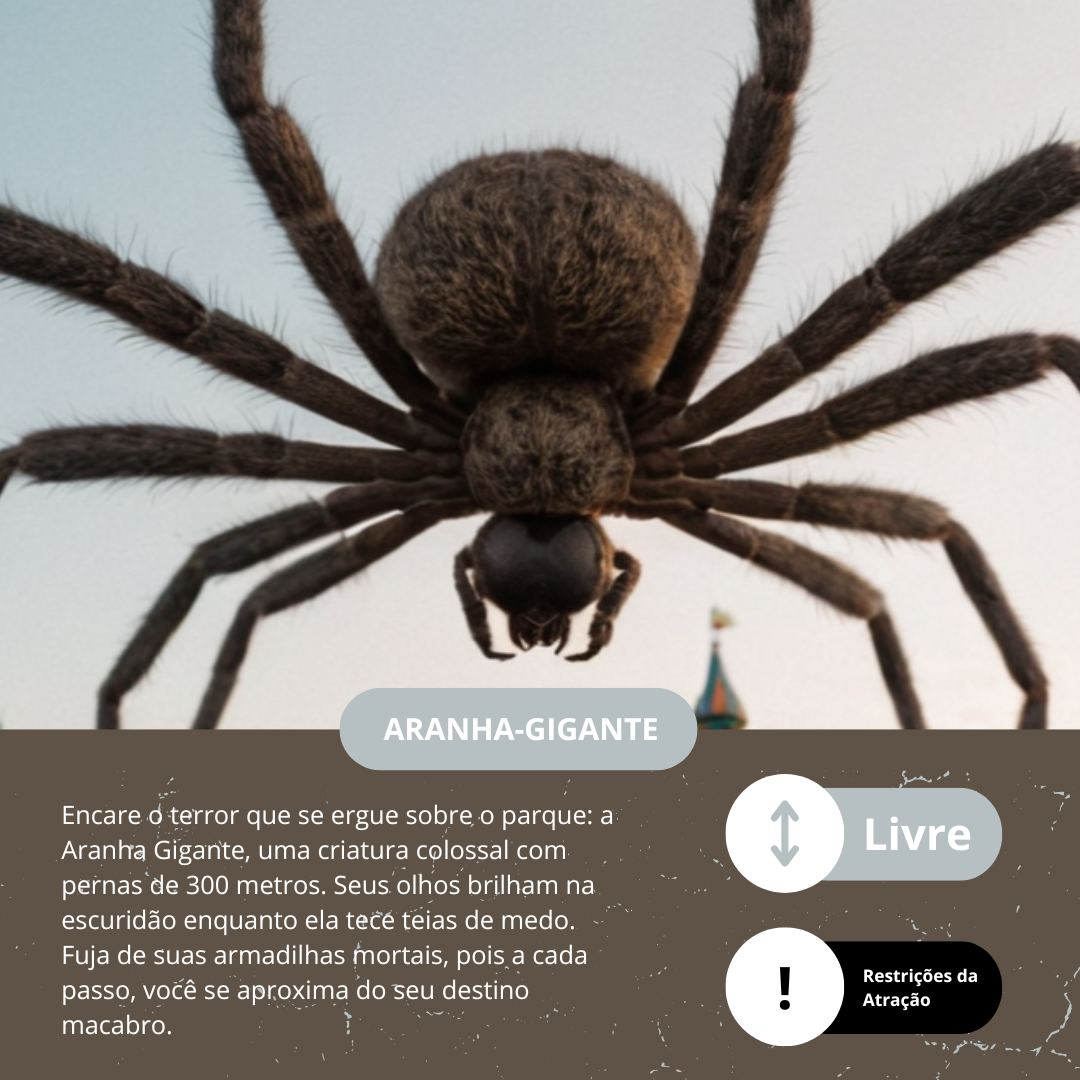 ARANHA-GIGANTE
Encare o terror que se ergue sobre o parque: a
Aranha Gigante, uma criatura colossal com
pernas de 300 metros. Seus olhos brilham na
escuridão enquanto ela tece teias de medo.
Fuja de suas armadilhas mortais, pois a cada
passo, você se aproxima do seu destino
macabro.
Livre
!
Restrições da
Atração